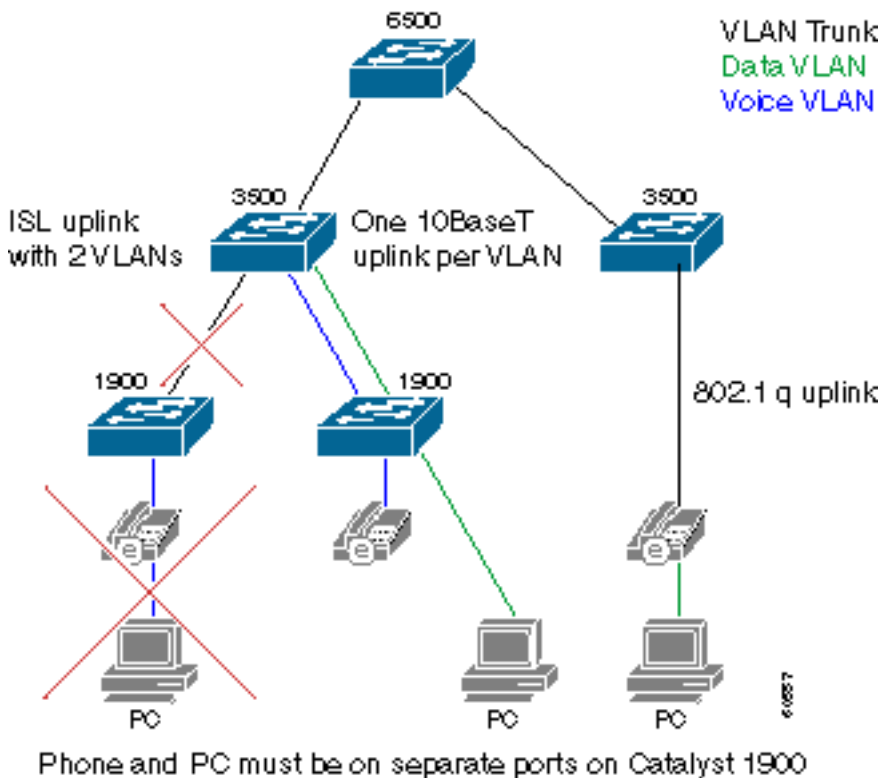 6500
VLAN Trunk
Data VLAN
Voice VLAN
3500
3500
ISL uplink
with 2 VLANs
One 10BaseT
uplink per VLAN
1900
1900
802.1 q uplink
e
e
e
PC
PC
PC
Phone and PC must be on separate ports on Catalyst 1900